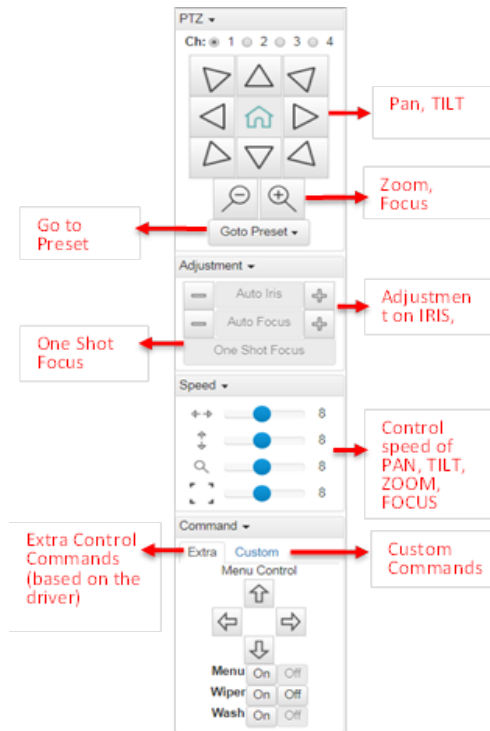 PTZ
Ch: 1 2 3 4
Pan, TILT
Zoom,
Focus
Go to
Preset
Goto Preset
Adjustment
Auto Iris
Adjustmen
t on IRIS,
Auto Focus
One Shot
Focus
One Shot Focus
Speed
8
8
8
8
Control
speed of
PAN, TILT,
ZOOM,
FOCUS
Command
Extra Control
Commands
(based on the
driver)
Extra Custom
Custom
Commands
Menu Control
Menu On Off
Wiper On Off
Wash On Off